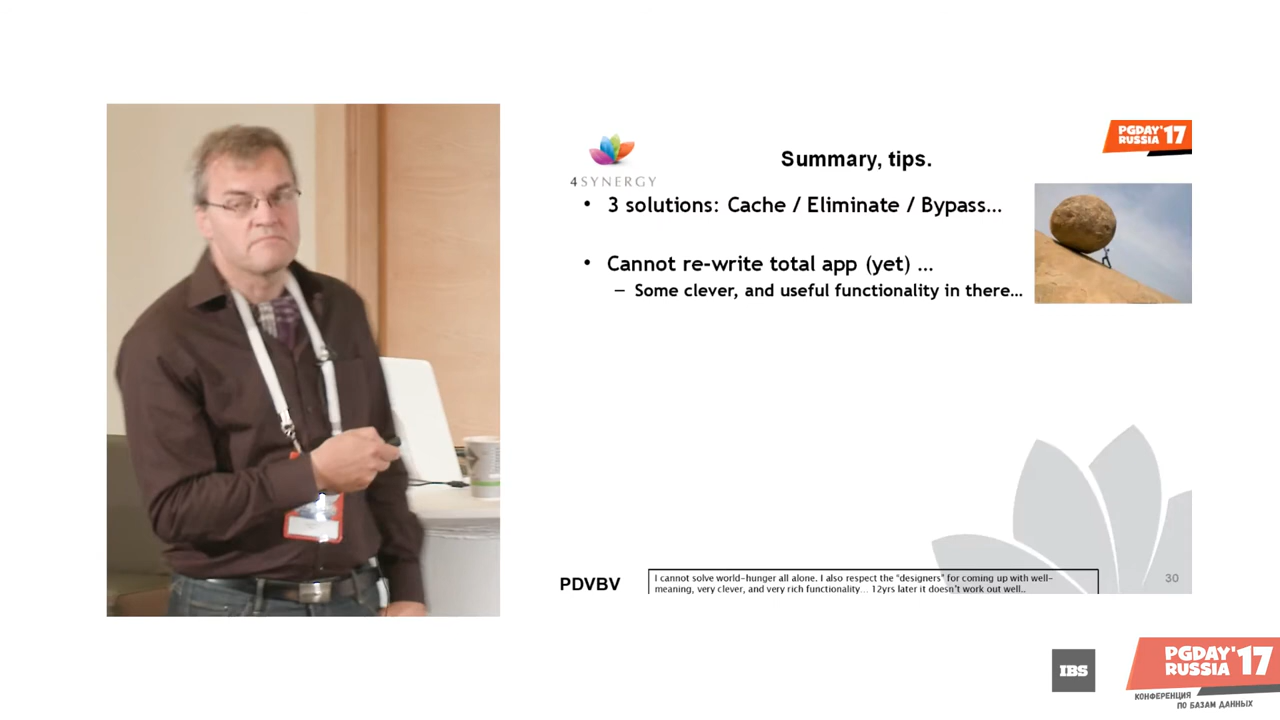 PGDAY'17
RUSSIA
4SYNERGY
Summary, tips.
• 3 solutions: Cache / Eliminate / Bypass...
• Cannot re-write total app (yet) ...
– Some clever, and useful functionality in there...
PDVBV
I cannot solve world-hunger all alone. I also respect the "designers" for coming up with well-
meaning, very clever, and very rich functionality... 12yrs later it doesn't work out well..
30
IBS
PGDAY'17
RUSSIA
КОНФЕРЕНЦИЯ
ПО БАЗАМ ДАННЫХ